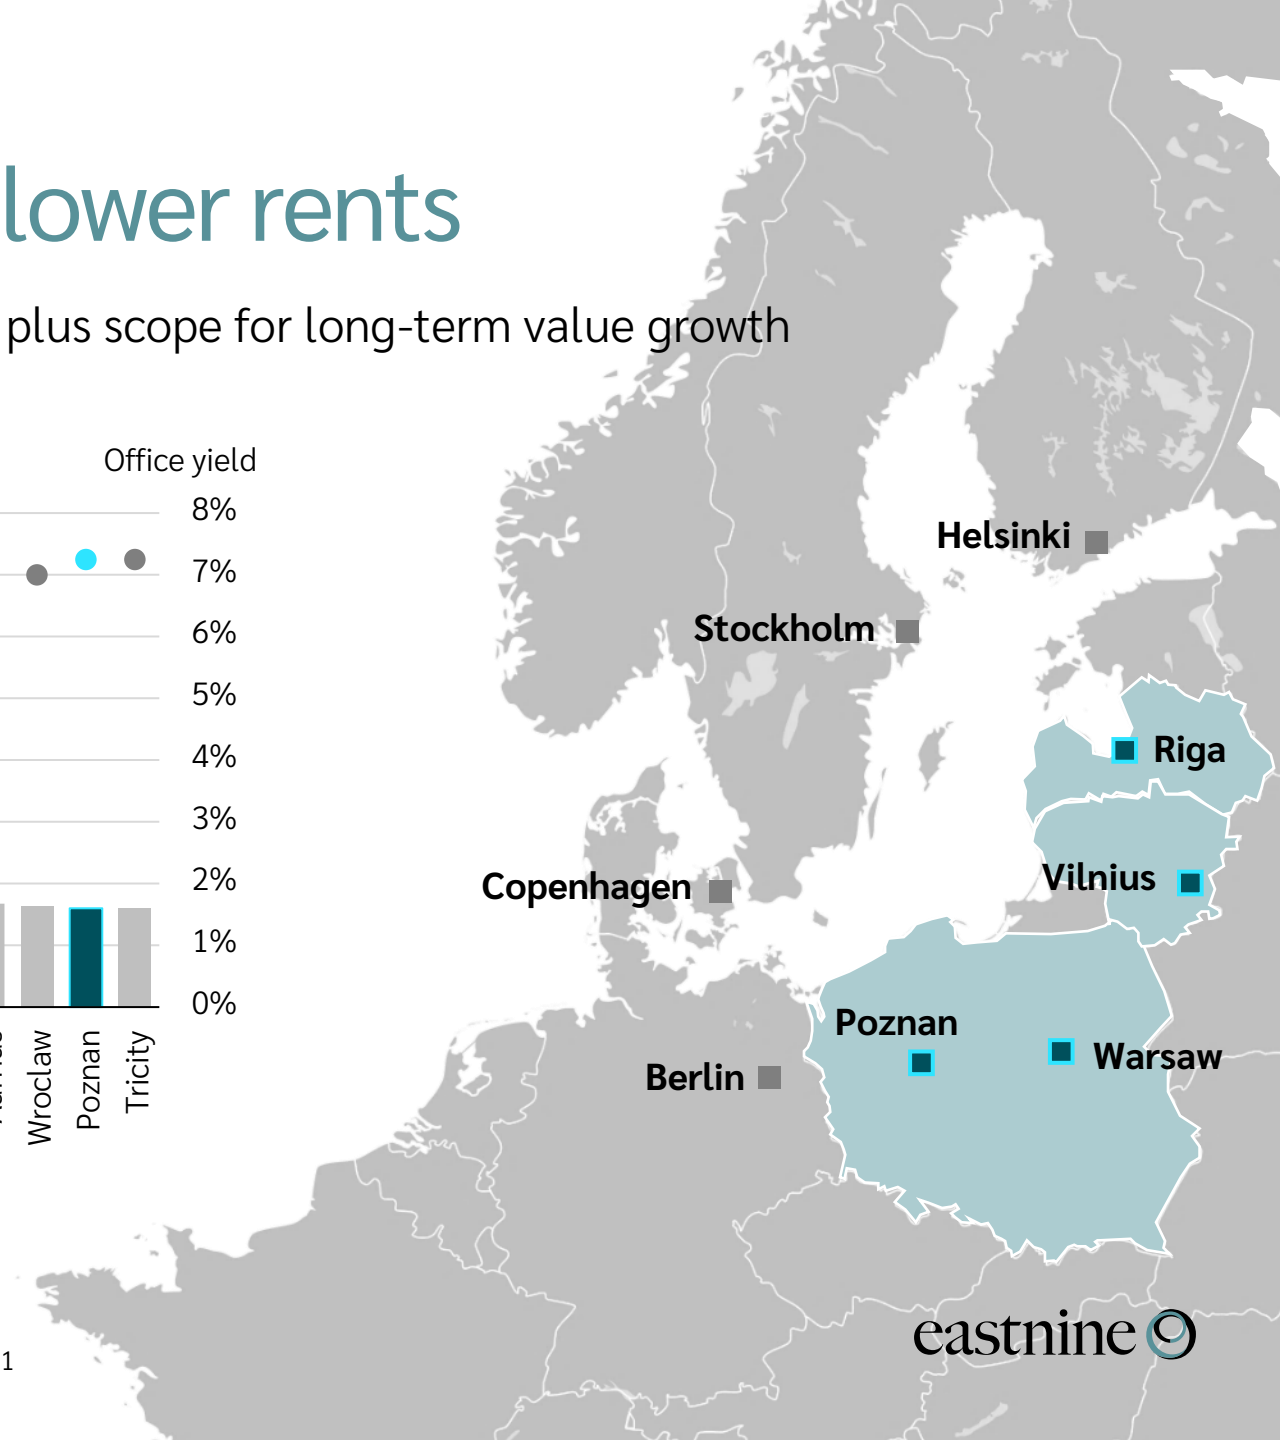 lower rents
plus scope for long-term value growth
Office yield
8%
7%
6%
5%
4%
3%
2%
1%
0%
Wroclaw
Poznan
Tricity
Helsinki
Stockholm
Riga
Copenhagen
Vilnius
Poznan
Warsaw
Berlin
eastnine
1